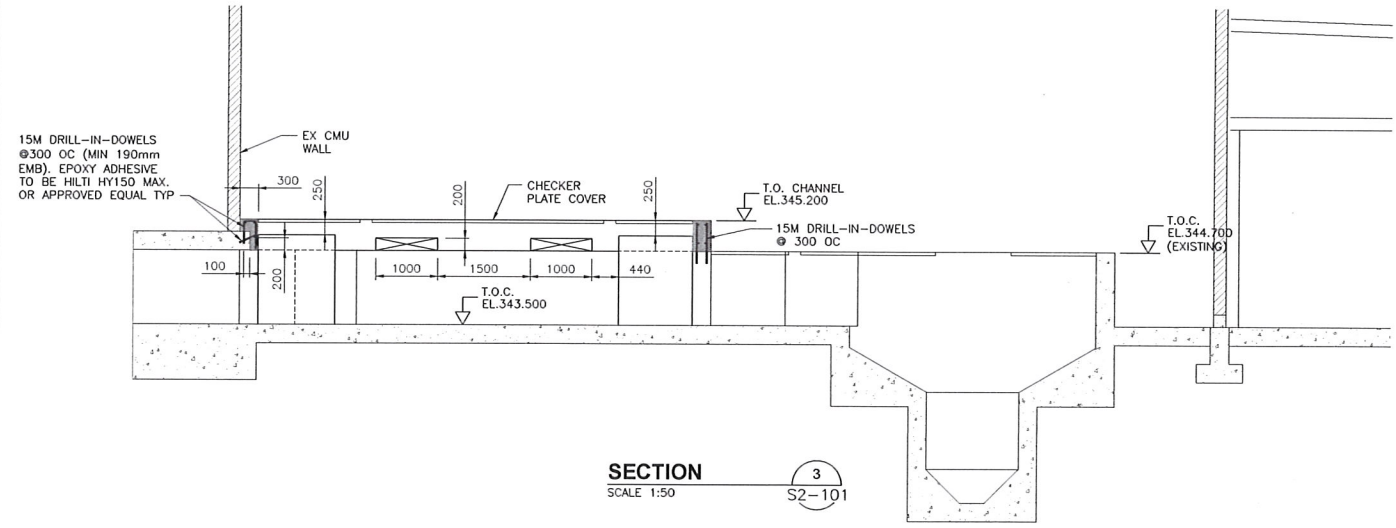 15M DRILL-IN-DOWELS
@300 OC (MIN 190mm
EMB). EPOXY ADHESIVE
TO BE HILTI HY150 MAX.
OR APPROVED EQUAL TYP
EX CMU
WALL
300
250
200
CHECKER
PLATE COVER
250
T.O. CHANNEL
EL.345.200
15M DRILL-IN-DOWELS
@ 300 OC
T.O.C.
EL.344.700
(EXISTING)
100
200
1000
1500
1000
440
T.O.C.
EL.343.500
SECTION
SCALE 1:50
3
S2-101